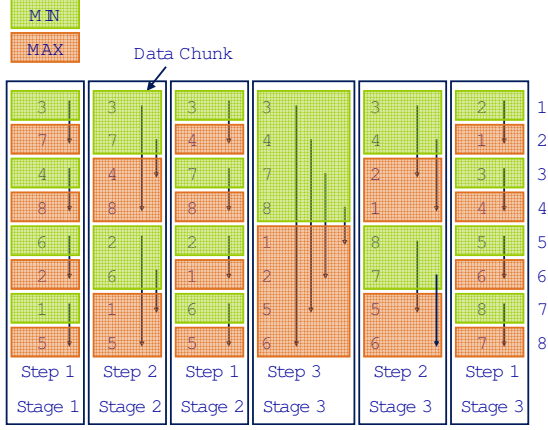 MIN
MAX
Data Chunk
3 3 3 3 3 2 1
7 7 4 4 4 1 2
4 4 7 7 2 3 3
8 8 8 8 1 4 4
6 2 2 1 8 5 5
2 6 1 2 7 6 6
1 1 6 5 5 8 7
5 5 5 6 6 7 8
Step 1 Step 2 Step 1 Step 3 Step 2 Step 1
Stage 1 Stage 2 Stage 2 Stage 3 Stage 3 Stage 3